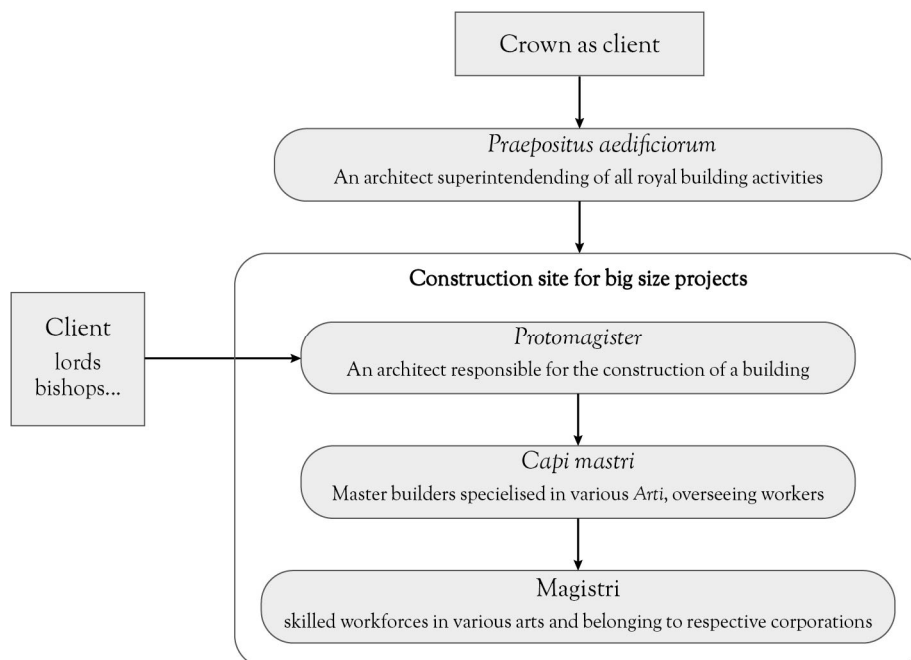 Crown as client
Praepositus aedificiorum
An architect superintendending of all royal building activities
Construction site for big size projects
Client
lords
bishops...
Protomagister
An architect responsible for the construction of a building
Capi mastri
Master builders specielised in various Arti, overseeing workers
Magistri
skilled workforces in various arts and belonging to respective corporations